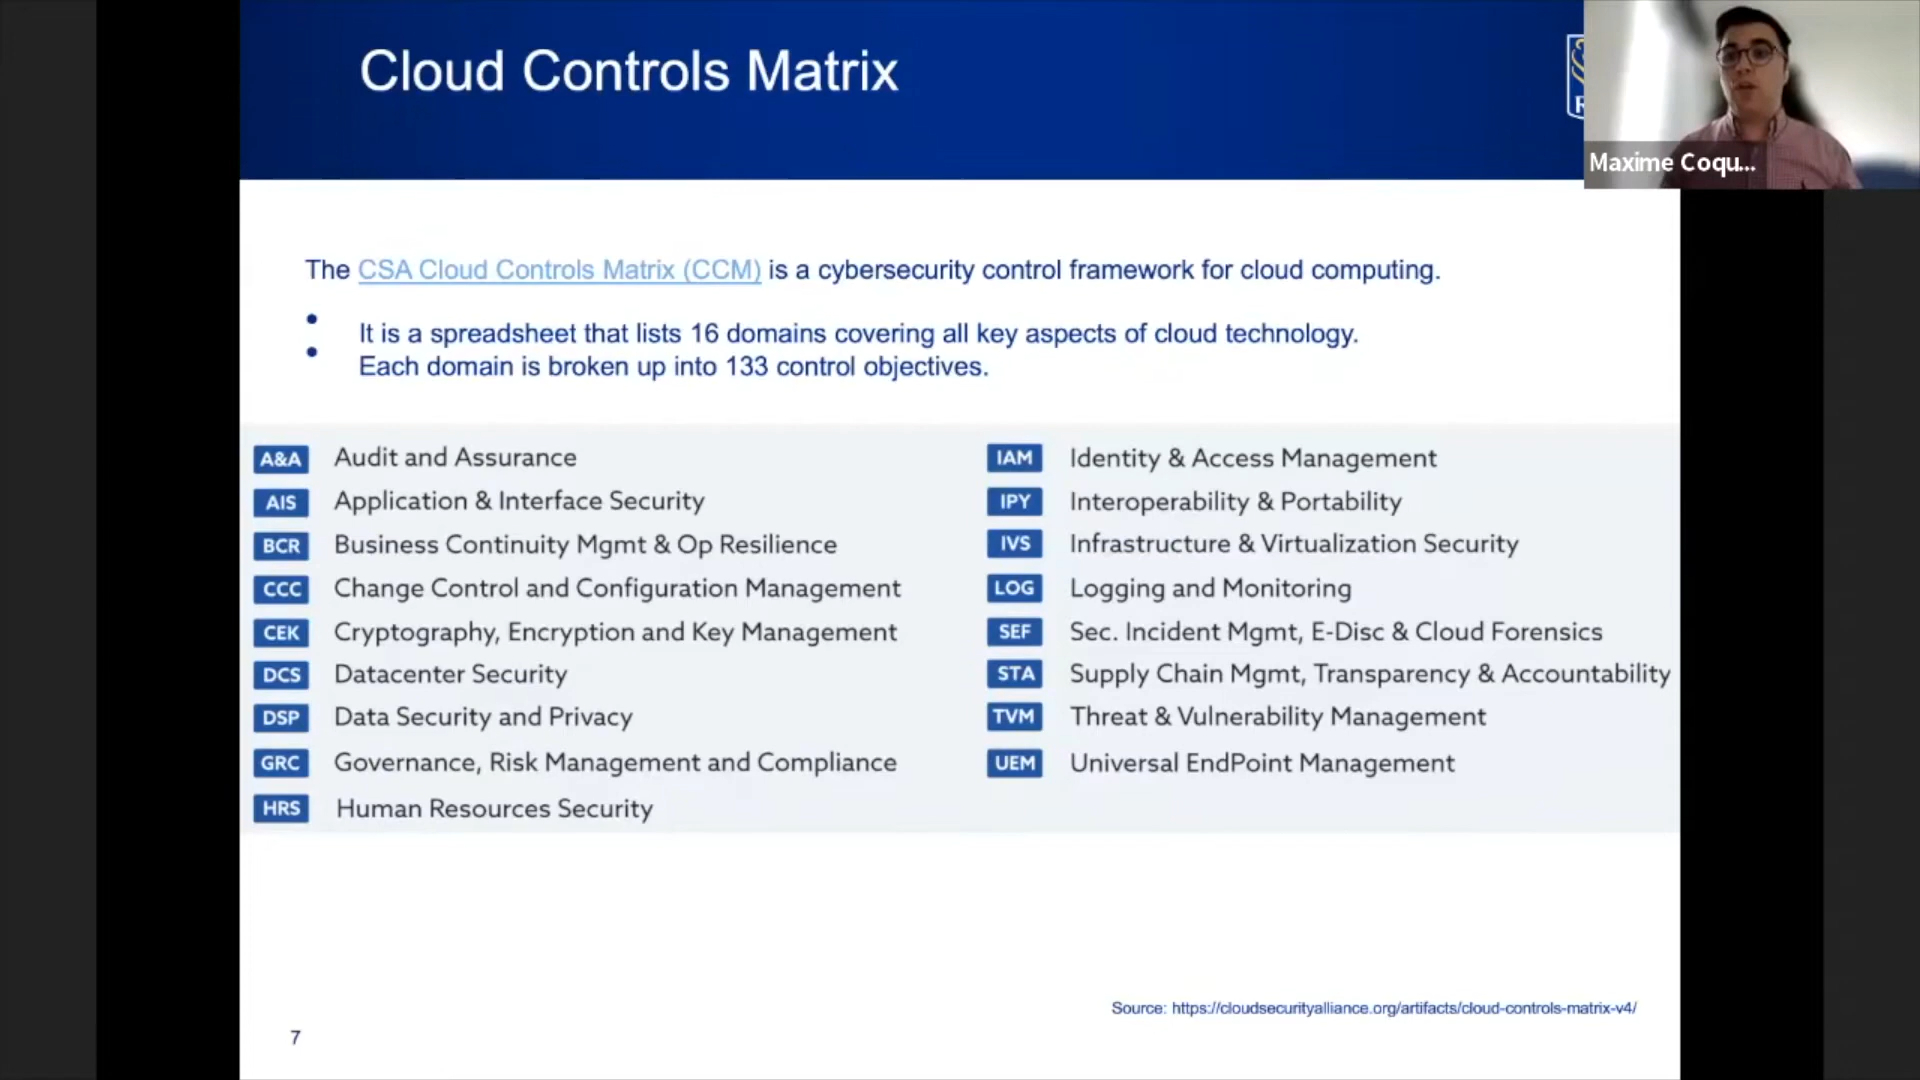 Cloud Controls Matrix
R
Maxime Coqu...
The CSA Cloud Controls Matrix (CCM) is a cybersecurity control framework for cloud computing.
• It is a spreadsheet that lists 16 domains covering all key aspects of cloud technology.
• Each domain is broken up into 133 control objectives.
A&A Audit and Assurance
AIS Application & Interface Security
BCR Business Continuity Mgmt & Op Resilience
CCC Change Control and Configuration Management
CEK Cryptography, Encryption and Key Management
DCS Datacenter Security
DSP Data Security and Privacy
GRC Governance, Risk Management and Compliance
HRS Human Resources Security
IAM Identity & Access Management
IPY Interoperability & Portability
IVS Infrastructure & Virtualization Security
LOG Logging and Monitoring
SEF Sec. Incident Mgmt, E-Disc & Cloud Forensics
STA Supply Chain Mgmt, Transparency & Accountability
TVM Threat & Vulnerability Management
UEM Universal EndPoint Management
Source: https://cloudsecurityalliance.org/artifacts/cloud-controls-matrix-v4/
7